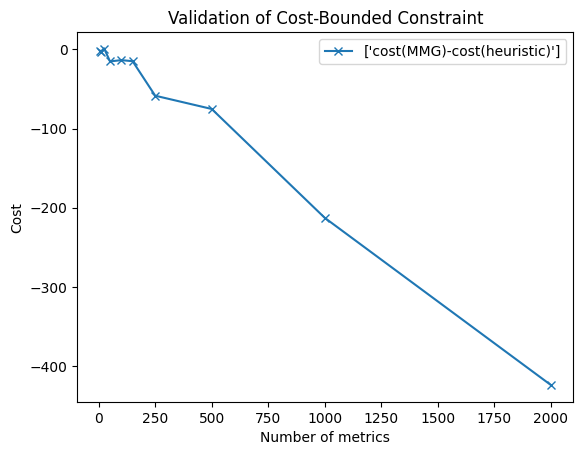 Validation of Cost-Bounded Constraint
['cost(MMG)-cost(heuristic)']
Cost
0
−100
−200
−300
−400
0 250 500 750 1000 1250 1500 1750 2000
Number of metrics